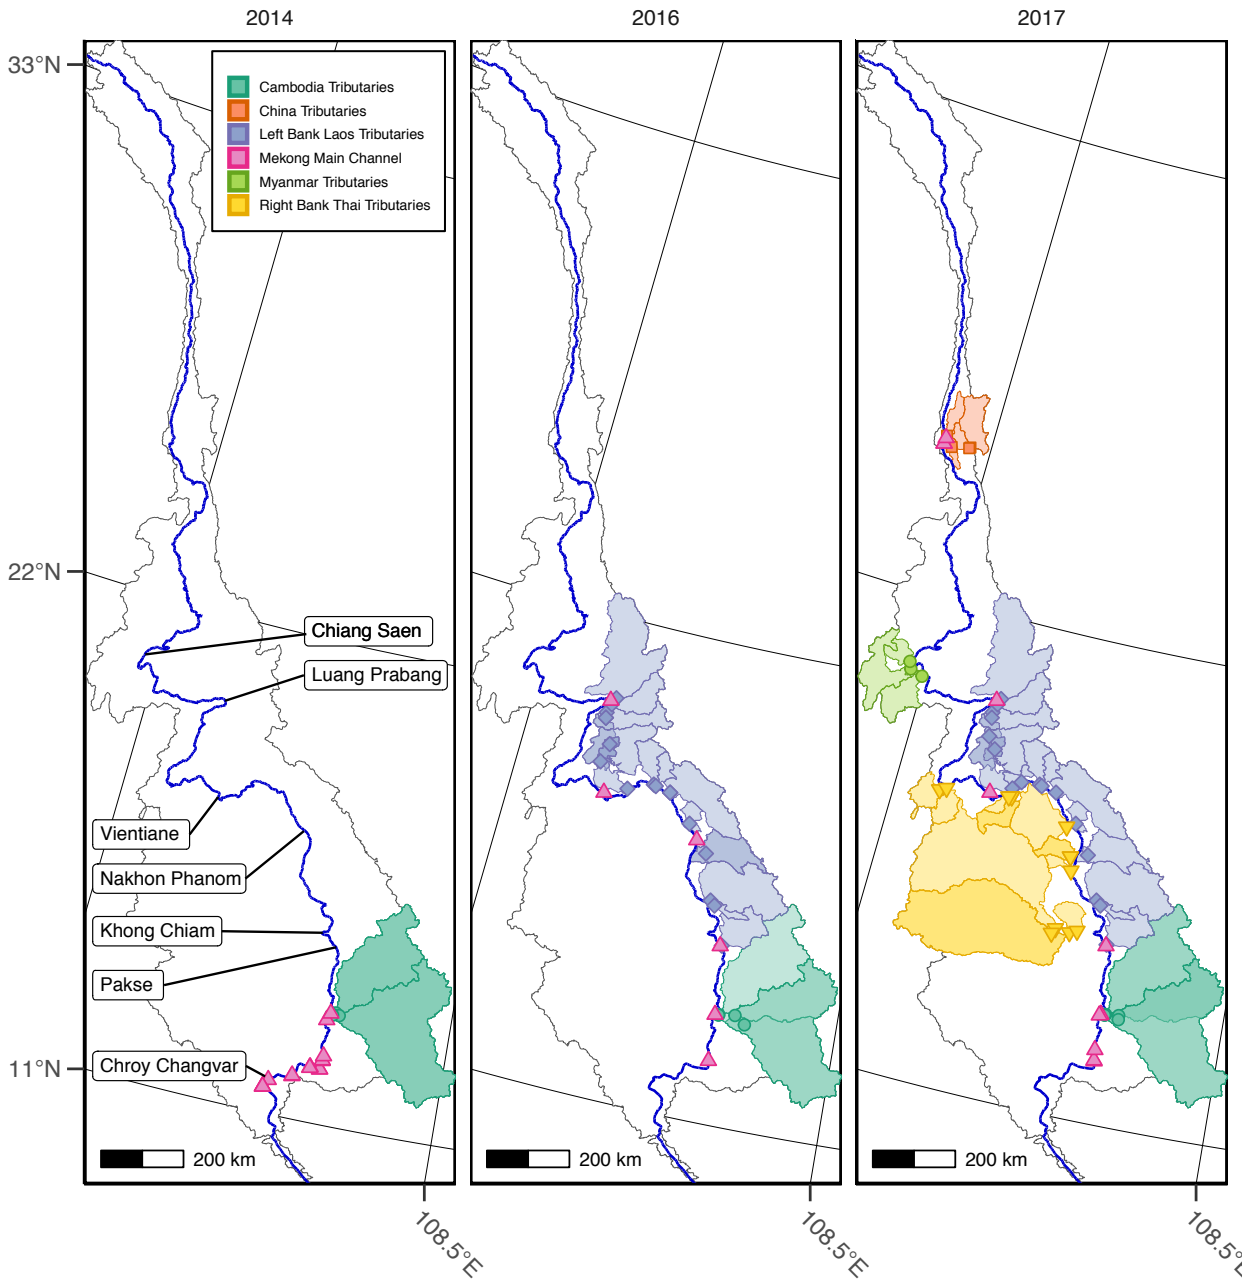 2014
2016
2017
33°N
22°N
11°N
Cambodia Tributaries
China Tributaries
Left Bank Laos Tributaries
Mekong Main Channel
Myanmar Tributaries
Right Bank Thai Tributaries
Chiang Saen
Luang Prabang
Vientiane
Nakhon Phanom
Khong Chiam
Pakse
Chroy Changvar
200 km
200 km
200 km
108.5°E
108.5°E
108.5°E